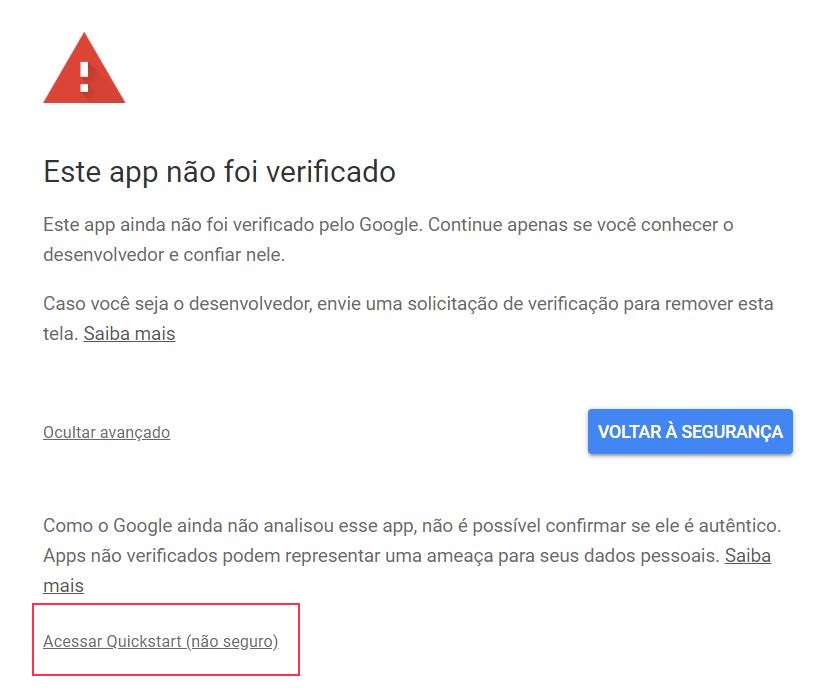 Este app não foi verificado
Este app ainda não foi verificado pelo Google. Continue apenas se você conhecer o
desenvolvedor e confiar nele.
Caso você seja o desenvolvedor, envie uma solicitação de verificação para remover esta
tela. Saiba mais
Ocultar avançado
VOLTAR À SEGURANÇA
Como o Google ainda não analisou esse app, não é possível confirmar se ele é autêntico.
Apps não verificados podem representar uma ameaça para seus dados pessoais. Saiba
mais
Acessar Quickstart (não seguro)